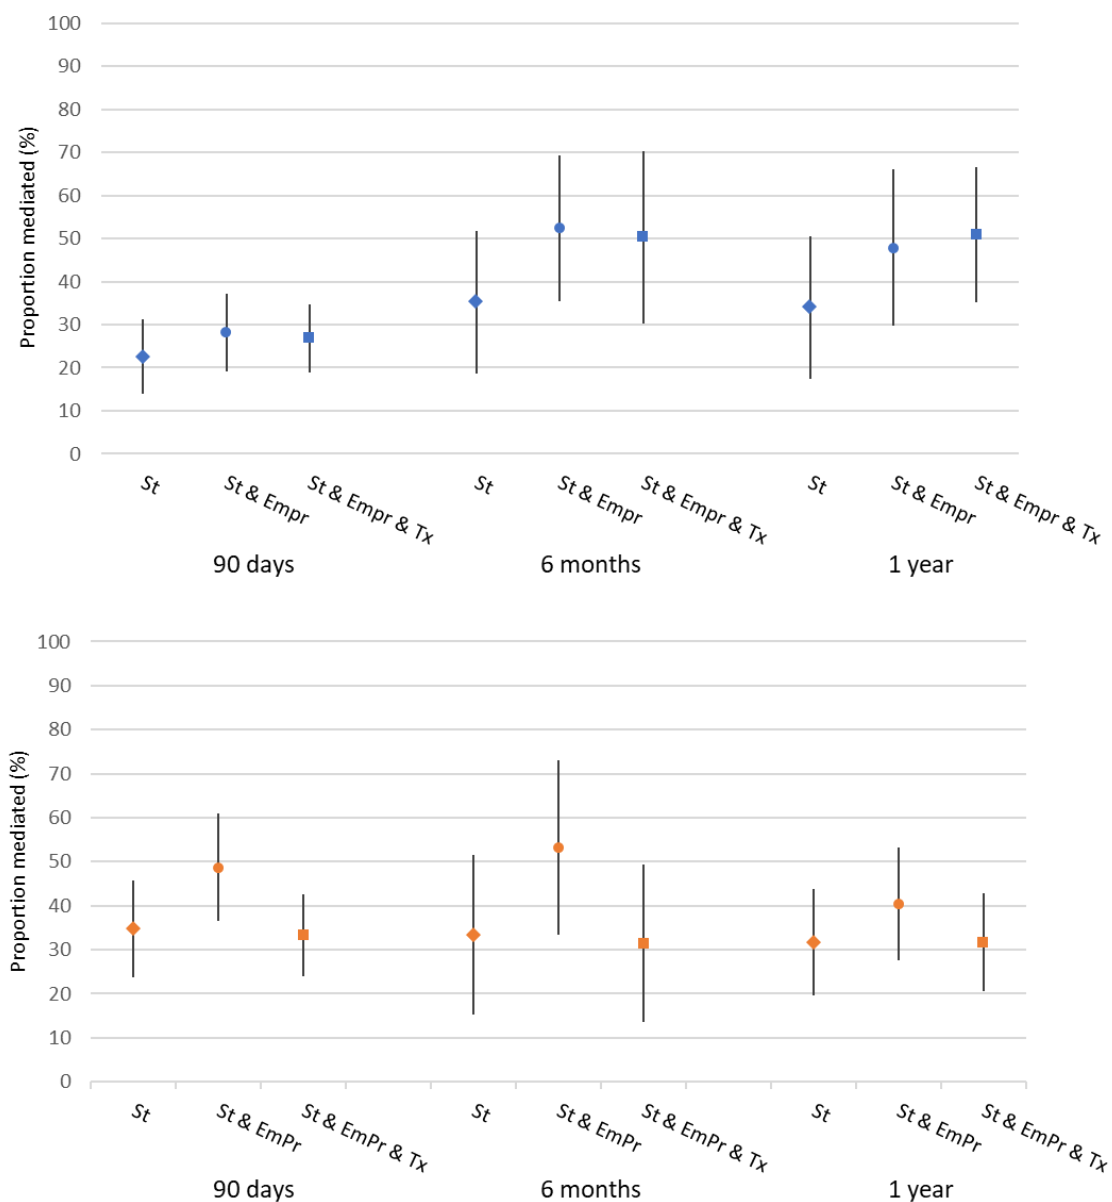 100
90
80
70
60
50
40
30
20
10
0
Proportion mediated (%)
St
St & Empr
St & Empr & Tx
St
St & Empr
St & Empr & Tx
St
St & Empr
St & Empr & Tx
90 days
6 months
1 year
100
90
80
70
60
50
40
30
20
10
0
Proportion mediated (%)
St
St & EmPr
St & EmPr & Tx
St
St & EmPr
St & EmPr & Tx
St
St & EmPr
St & EmPr & Tx
90 days
6 months
1 year